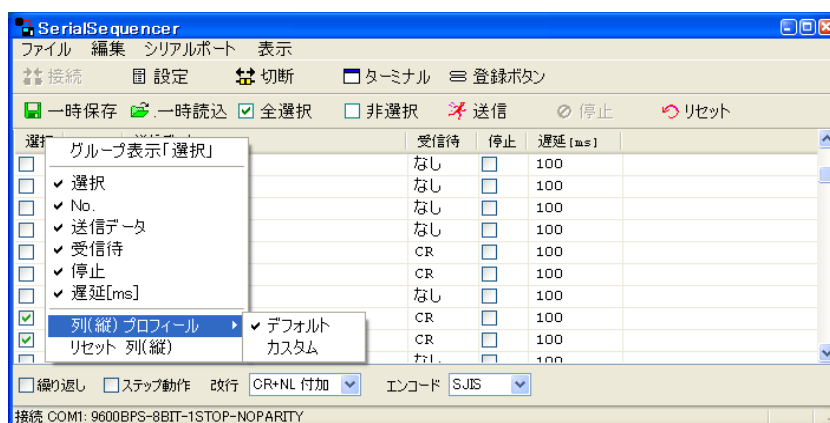 SerialSequencer
ファイル 編集 シリアルポート 表示
接続 設定 切断 ターミナル 登録ボタン
一時保存 .一時読込 全選択 非選択 送信 停止 リセット
受信待 停止 遅延[ms]
グループ表示「選択」
なし 100
選択 なし 100
No. なし 100
送信データ なし 100
受信待 CR 100
停止 CR 100
遅延[ms] なし 100
列(縦) プロフィール デフォルト CR 100
リセット 列(縦) カスタム CR 100
100
繰り返し ステップ動作 改行 CR+NL 付加 エンコード SJIS
接続 COM1: 9600BPS-8BIT-1STOP-NOPARITY